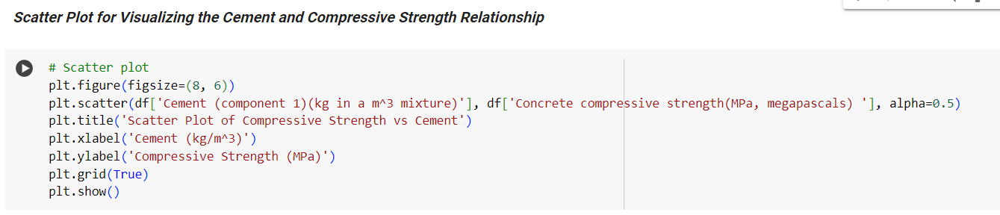 Scatter Plot for Visualizing the Cement and Compressive Strength Relationship
# Scatter plot
plt.figure(figsize=(8, 6))
plt.scatter(df['Cement (component 1)(kg in a m^3 mixture)'], df['Concrete compressive strength(MPa, megapascals) '], alpha=0.5)
plt.title('Scatter Plot of Compressive Strength vs Cement')
plt.xlabel('Cement (kg/m^3)')
plt.ylabel('Compressive Strength (MPa)')
plt.grid(True)
plt.show()